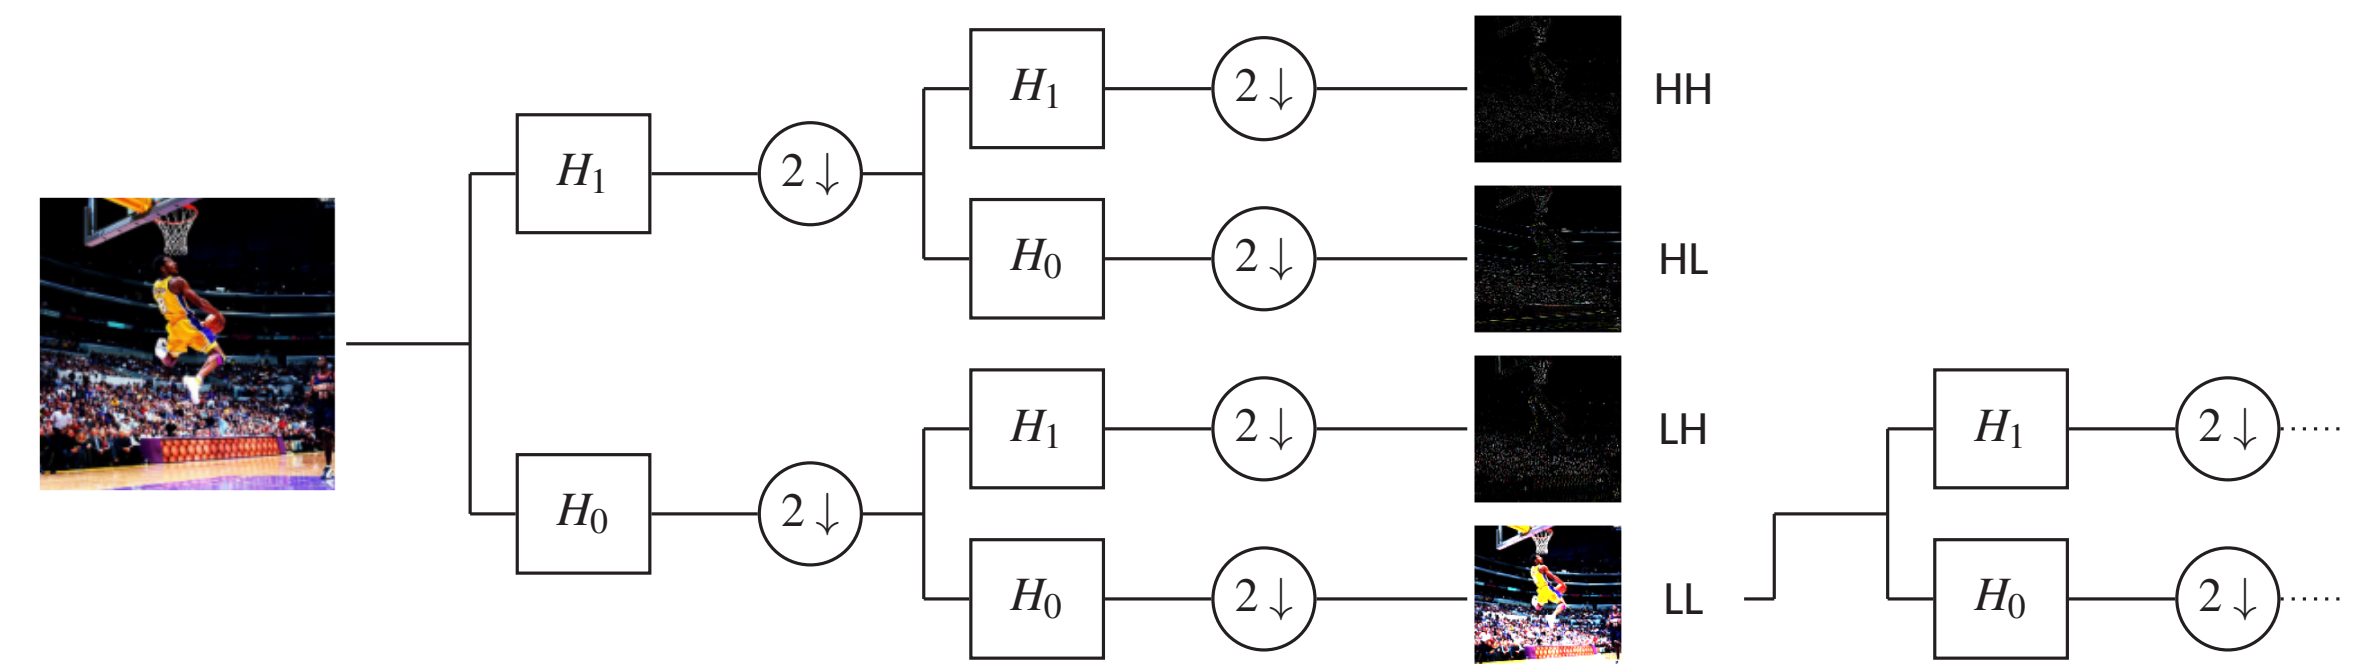 H₁ 2↓ HH
H₁ 2↓
H₀ 2↓ HL
H₁ 2↓ LH H₁ 2↓
H₀ 2↓
H₀ 2↓ LL H₀ 2↓